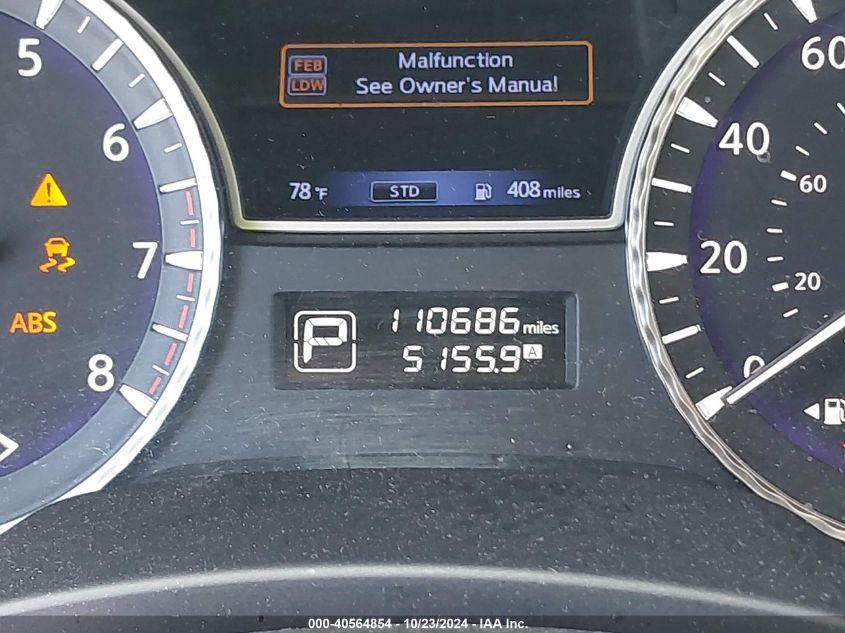 5
6
7
8
ABS
FEB
LDW
Malfunction
See Owner's Manual
78°F
STD
408 miles
P
110686 miles
5155.9 A
60
40
20
0
60
20
000-40564854 - 10/23/2024 - IAA Inc.